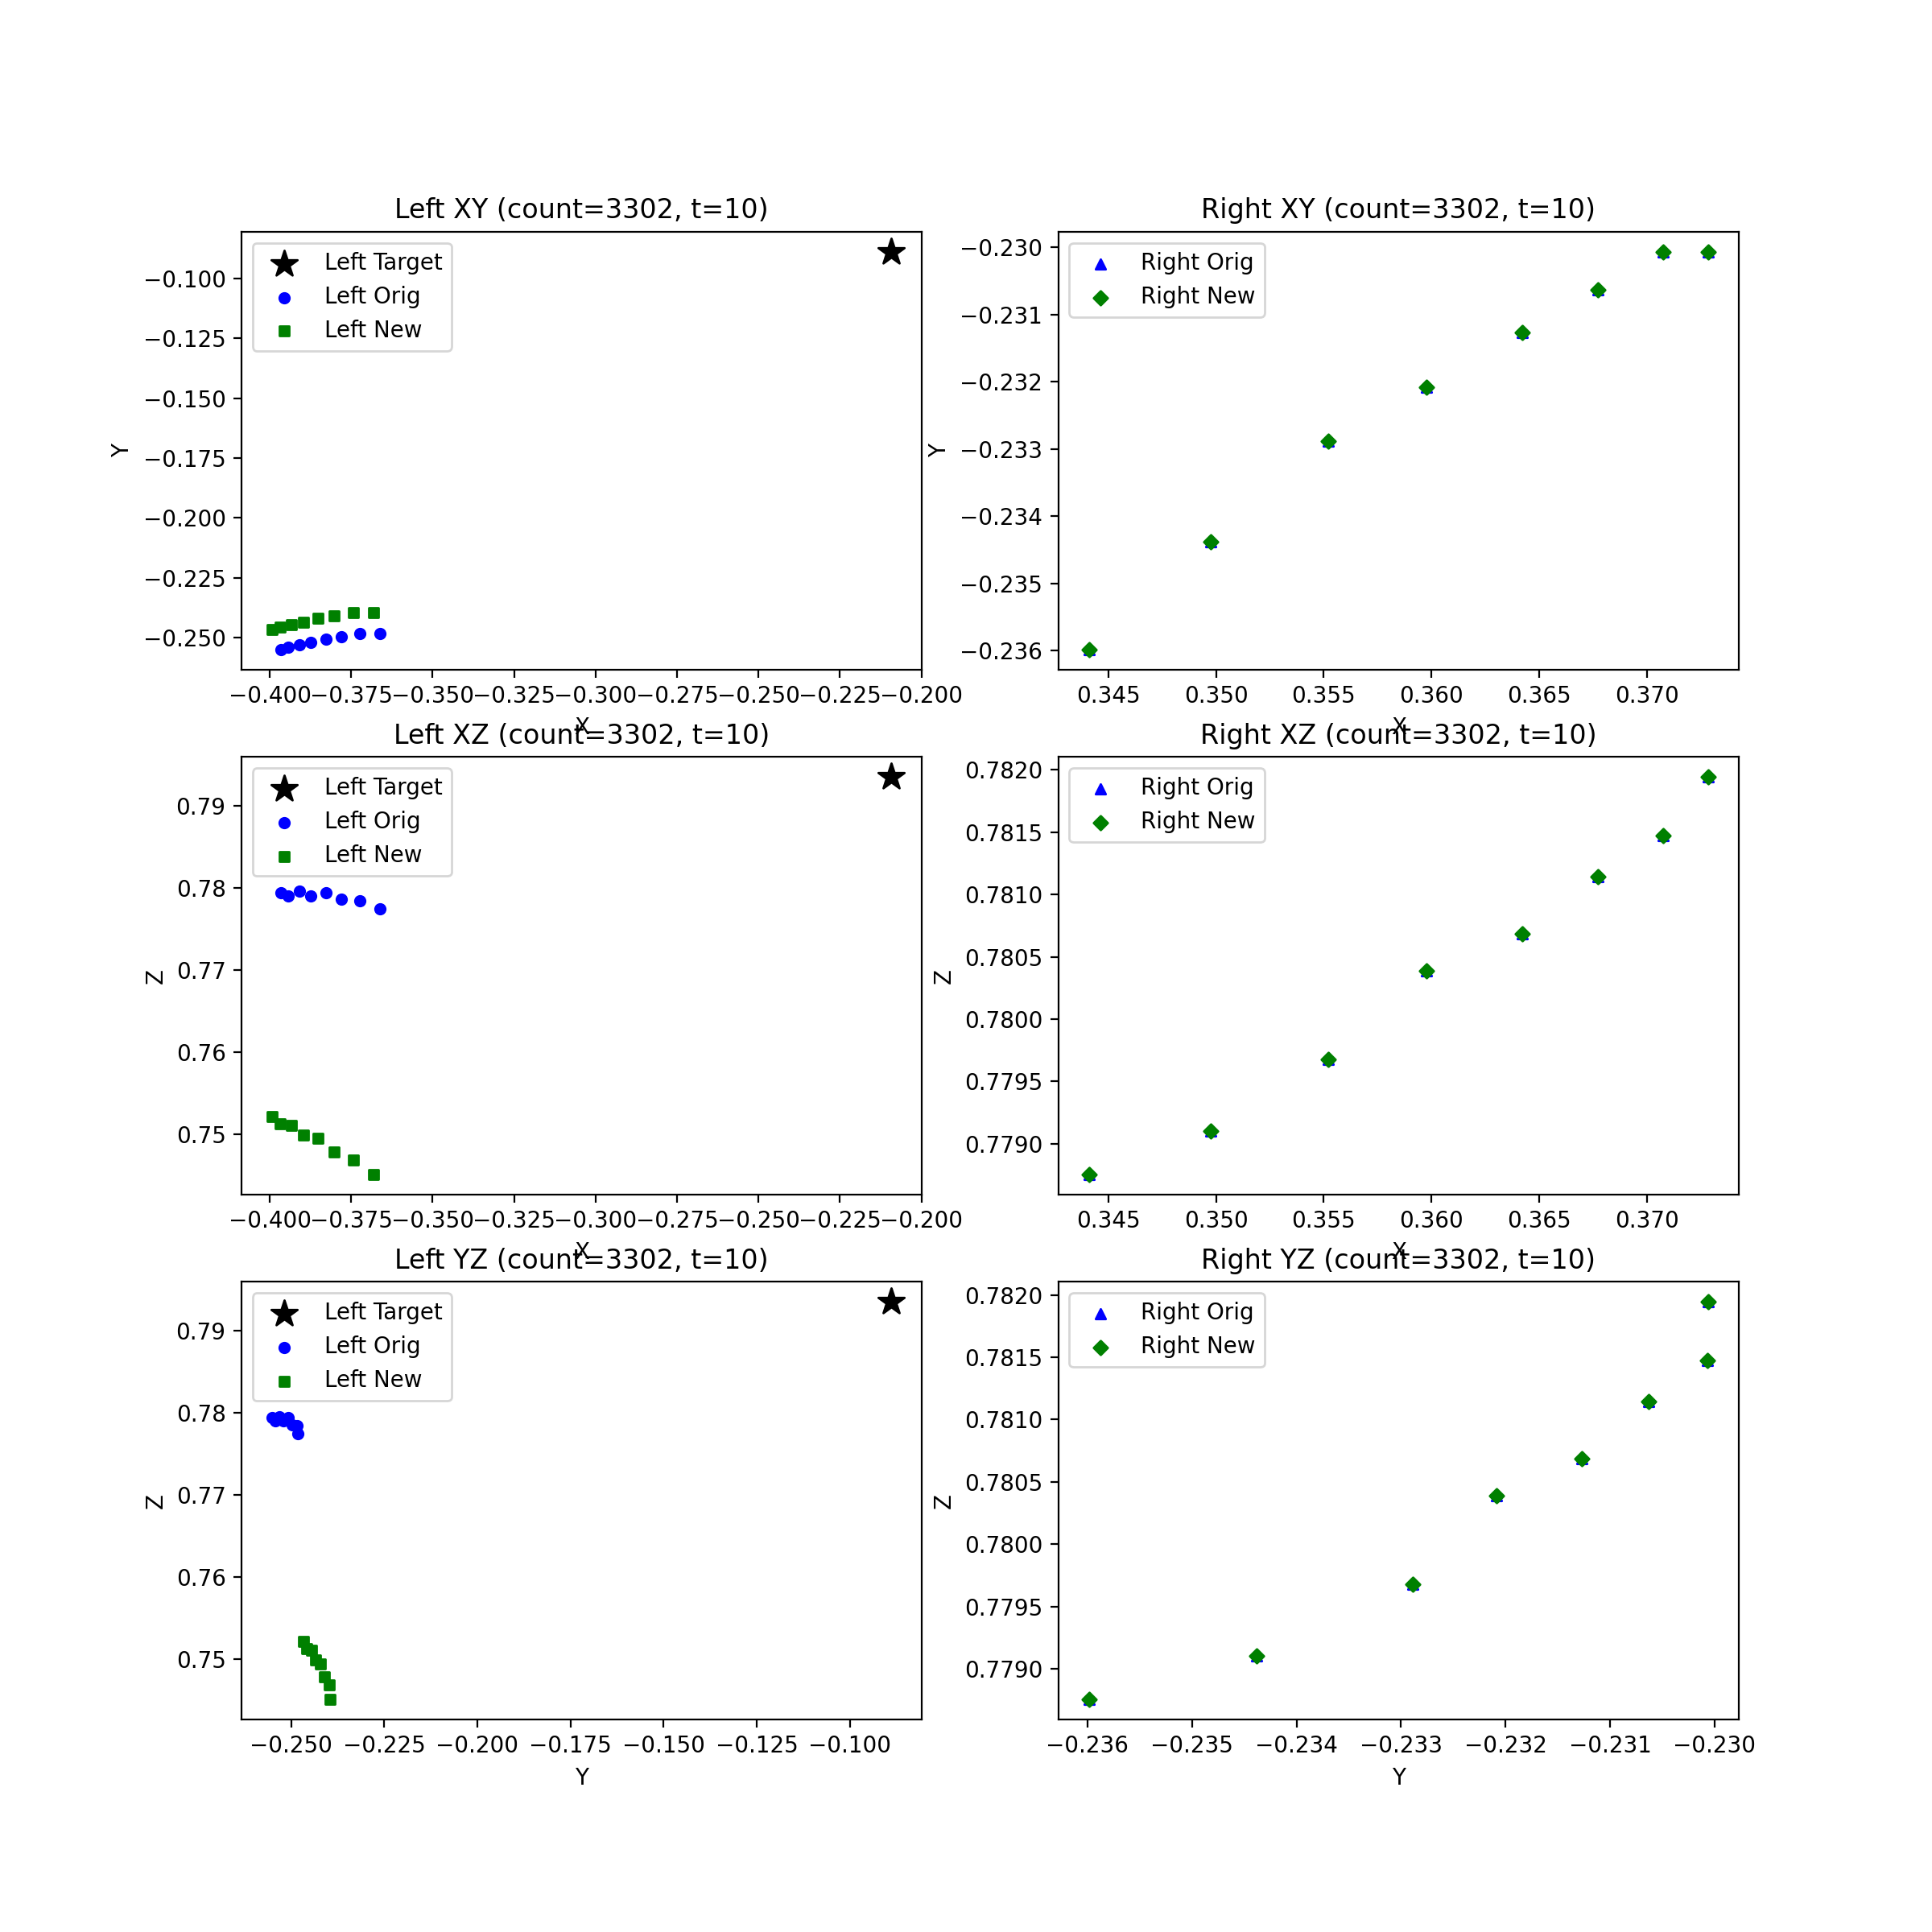 Left XY (count=3302, t=10)
Left Target
Left Orig
Left New
Y
−0.100
−0.125
−0.150
−0.175
−0.200
−0.225
−0.250
−0.400 −0.375 −0.350 −0.325 −0.300 −0.275 −0.250 −0.225 −0.200
X
Right XY (count=3302, t=10)
Right Orig
Right New
Y
−0.230
−0.231
−0.232
−0.233
−0.234
−0.235
−0.236
0.345 0.350 0.355 0.360 0.365 0.370
X
Left XZ (count=3302, t=10)
Left Target
Left Orig
Left New
Z
0.79
0.78
0.77
0.76
0.75
−0.400 −0.375 −0.350 −0.325 −0.300 −0.275 −0.250 −0.225 −0.200
X
Right XZ (count=3302, t=10)
Right Orig
Right New
Z
0.7820
0.7815
0.7810
0.7805
0.7800
0.7795
0.7790
0.345 0.350 0.355 0.360 0.365 0.370
X
Left YZ (count=3302, t=10)
Left Target
Left Orig
Left New
Z
0.79
0.78
0.77
0.76
0.75
−0.250 −0.225 −0.200 −0.175 −0.150 −0.125 −0.100
Y
Right YZ (count=3302, t=10)
Right Orig
Right New
Z
0.7820
0.7815
0.7810
0.7805
0.7800
0.7795
0.7790
−0.236 −0.235 −0.234 −0.233 −0.232 −0.231 −0.230
Y